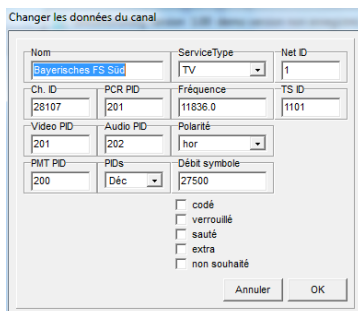 Changer les données du canal
Nom ServiceType Net ID
Bayerisches FS Süd TV 1
Ch. ID PCR PID Fréquence TS ID
28107 201 11836.0 1101
Video PID Audio PID Polarité
201 202 hor
PMT PID PIDs Débit symbole
200 Déc 27500
codé
verrouillé
sauté
extra
non souhaité
Annuler OK